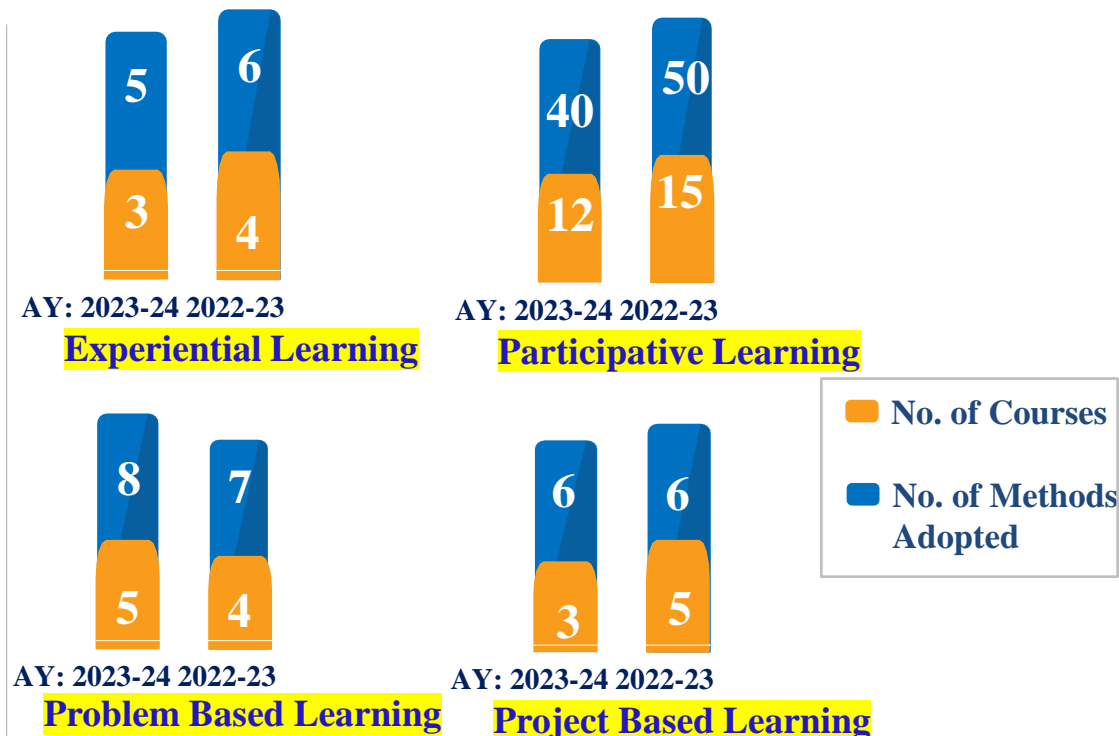 5
6
3
4
AY: 2023-24 2022-23
Experiential Learning
40
50
12
15
AY: 2023-24 2022-23
Participative Learning
No. of Courses
No. of Methods
Adopted
8
7
5
4
AY: 2023-24 2022-23
Problem Based Learning
6
6
3
5
AY: 2023-24 2022-23
Project Based Learning